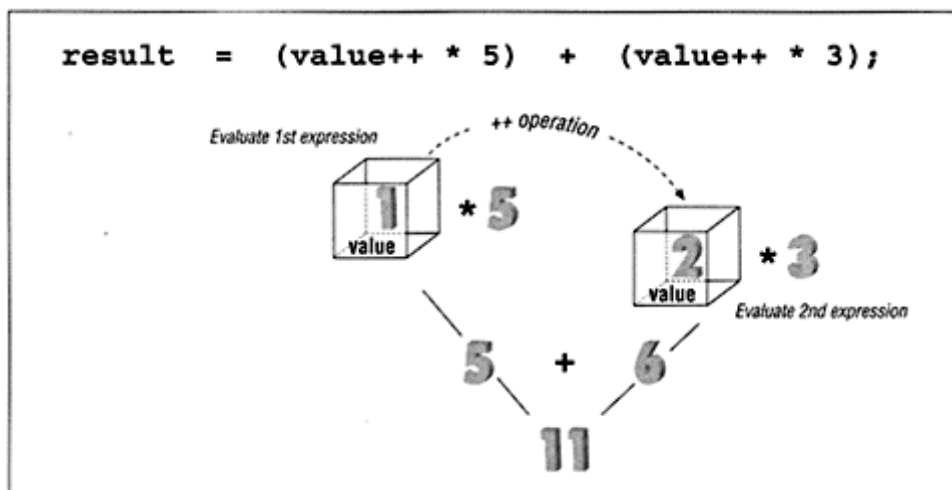 result = (value++ * 5) + (value++ * 3);
Evaluate 1st expression
++ operation
1 * 5
value
2 * 3
value
Evaluate 2nd expression
5 + 6
11